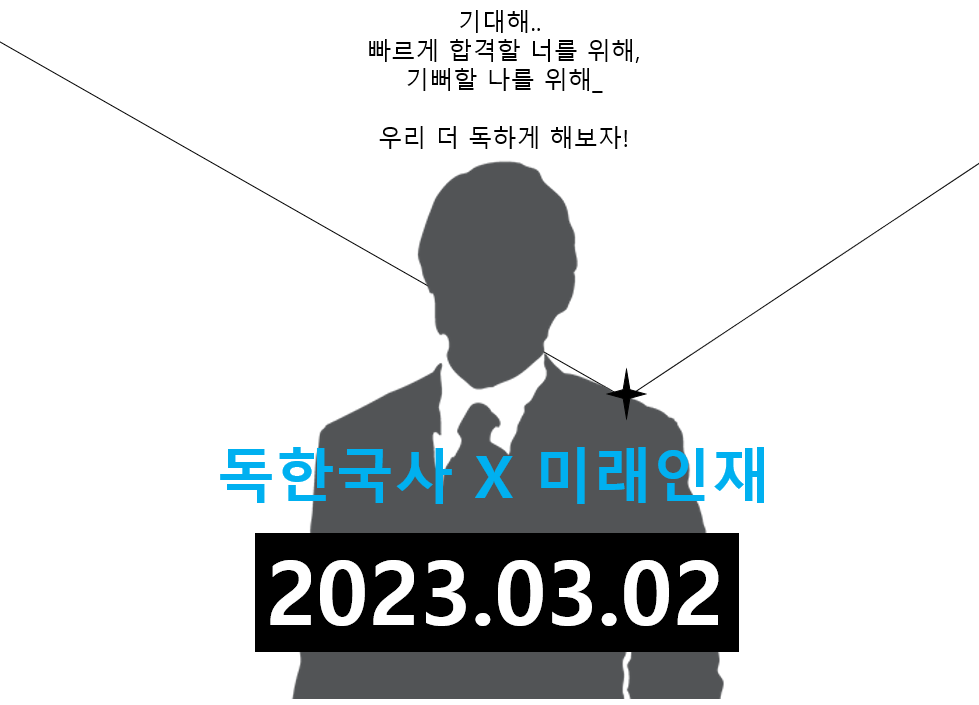 기대해..
빠르게 합격할 너를 위해,
기뻐할 나를 위해_
우리 더 독하게 해보자!
독한국사 X 미래인재
2023.03.02